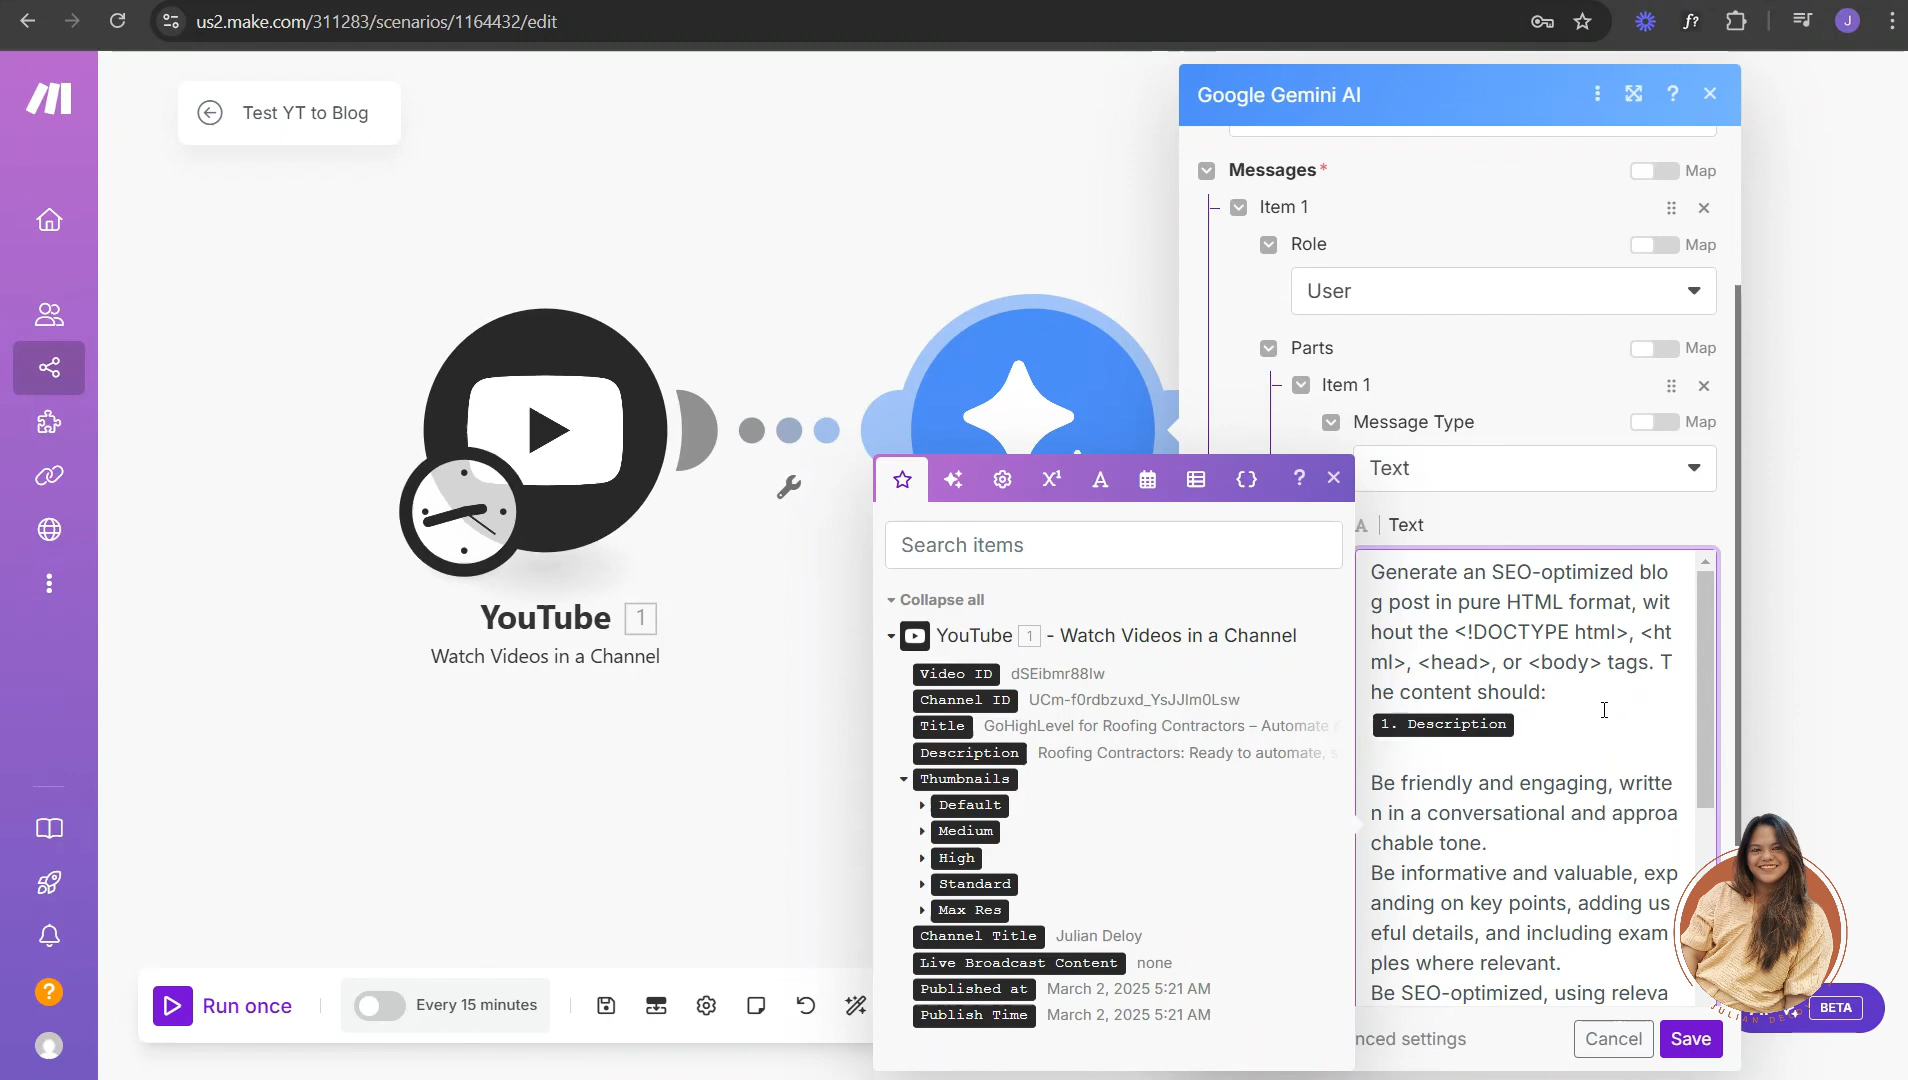 us2.make.com/311283/scenarios/1164432/edit
f?
J
Test YT to Blog
YouTube 1
Watch Videos in a Channel
Run once
Every 15 minutes
?
Google Gemini AI
?
Messages *
Map
Item 1
Role
Map
User
Parts
Map
Item 1
Message Type
Map
Text
A
Text
Generate an SEO-optimized blo
g post in pure HTML format, wit
hout the <!DOCTYPE html>, <ht
ml>, <head>, or <body> tags. T
he content should:
1. Description
Be friendly and engaging, writte
n in a conversational and approa
chable tone.
Be informative and valuable, exp
anding on key points, adding us
eful details, and including exam
ples where relevant.
Be SEO-optimized, using releva
nced settings
Cancel
Save
BETA
X¹
A
?
Search items
Collapse all
YouTube 1 - Watch Videos in a Channel
Video ID dSEibmr88lw
Channel ID UCm-f0rdbzuxd_YsJJlm0Lsw
Title GoHighLevel for Roofing Contractors – Automate
Description Roofing Contractors: Ready to automate,
Thumbnails
Default
Medium
High
Standard
Max Res
Channel Title Julian Deloy
Live Broadcast Content none
Published at March 2, 2025 5:21 AM
Publish Time March 2, 2025 5:21 AM